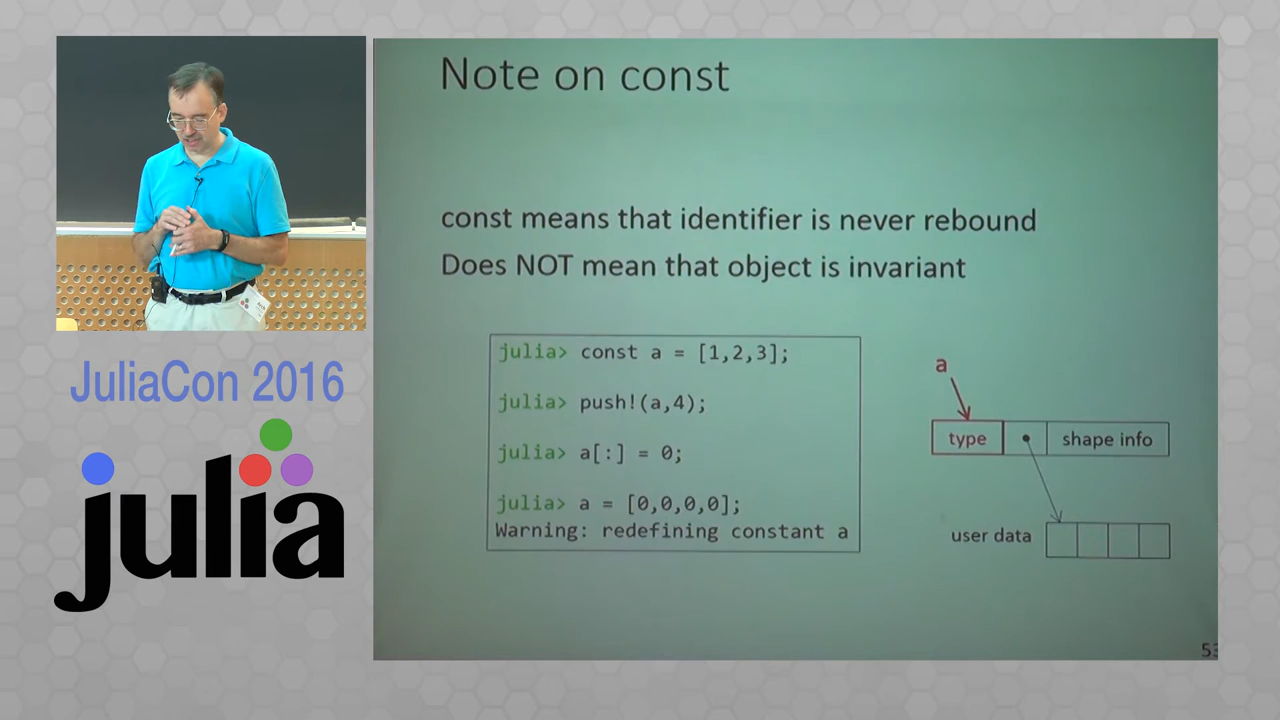 Note on const
const means that identifier is never rebound
Does NOT mean that object is invariant
julia> const a = [1,2,3];
julia> push!(a,4);
julia> a[:] = 0;
julia> a = [0,0,0,0];
Warning: redefining constant a
a
type
shape info
user data
JuliaCon 2016
julia